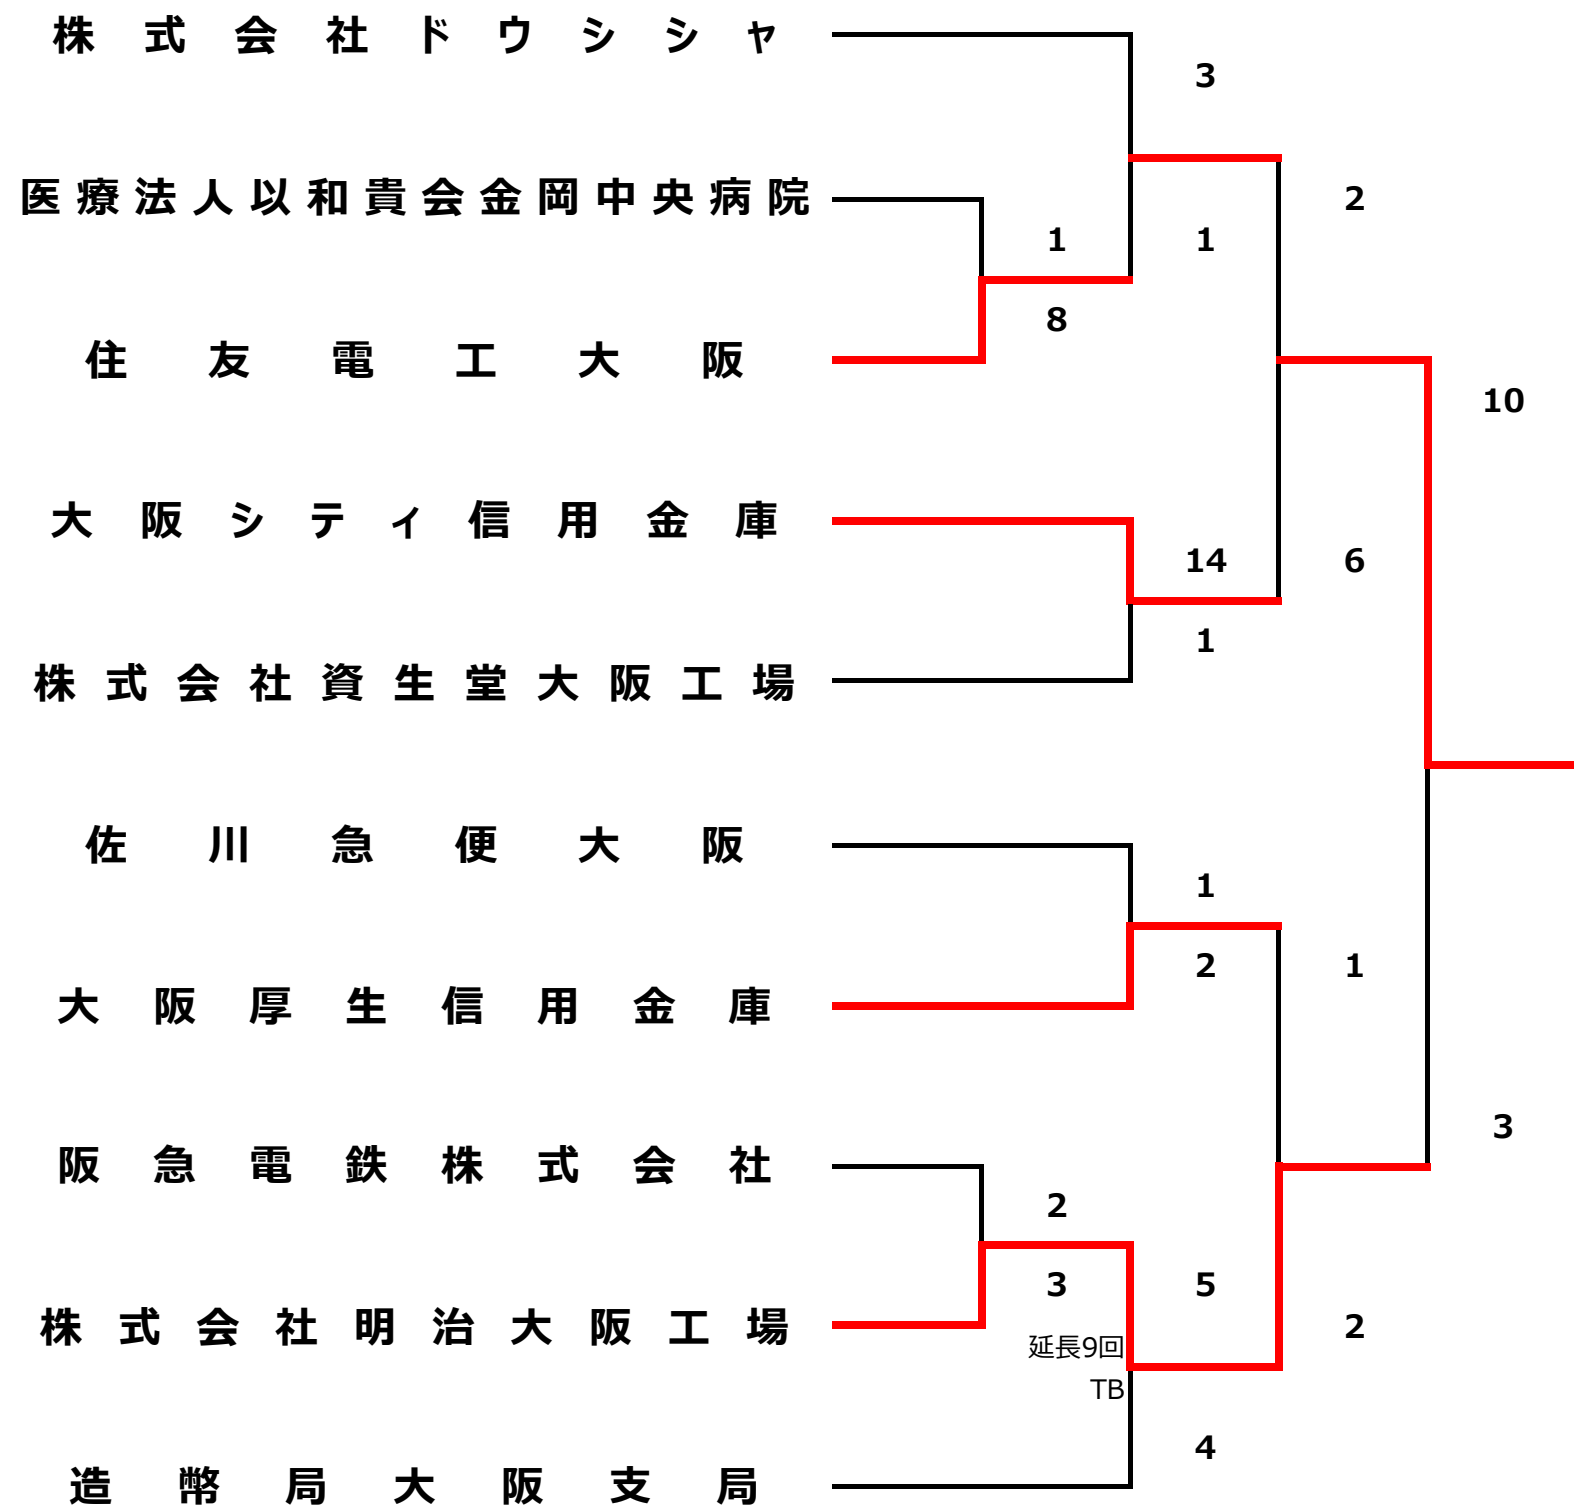 株式会社ドウシシャ
3
医療法人以和貴会金岡中央病院
2
1
1
8
住友電工大阪
10
大阪シティ信用金庫
14
6
1
株式会社資生堂大阪工場
佐川急便大阪
1
2
1
大阪厚生信用金庫
3
阪急電鉄株式会社
2
3
5
株式会社明治大阪工場
2
延長9回
TB
4
造幣局大阪支局